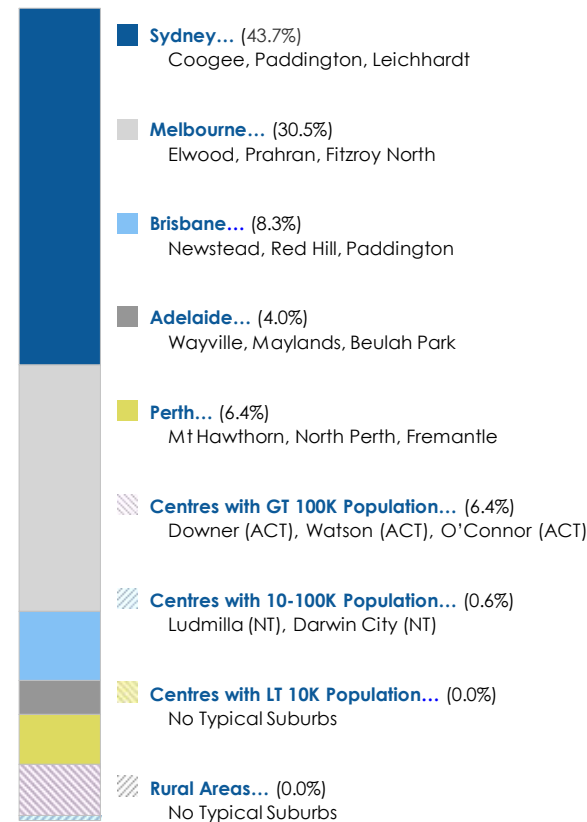 Sydney… (43.7%)
Coogee, Paddington, Leichhardt
Melbourne… (30.5%)
Elwood, Prahran, Fitzroy North
Brisbane… (8.3%)
Newstead, Red Hill, Paddington
Adelaide… (4.0%)
Wayville, Maylands, Beulah Park
Perth… (6.4%)
Mt Hawthorn, North Perth, Fremantle
Centres with GT 100K Population… (6.4%)
Downer (ACT), Watson (ACT), O’Connor (ACT)
Centres with 10-100K Population… (0.6%)
Ludmilla (NT), Darwin City (NT)
Centres with LT 10K Population… (0.0%)
No Typical Suburbs
Rural Areas… (0.0%)
No Typical Suburbs